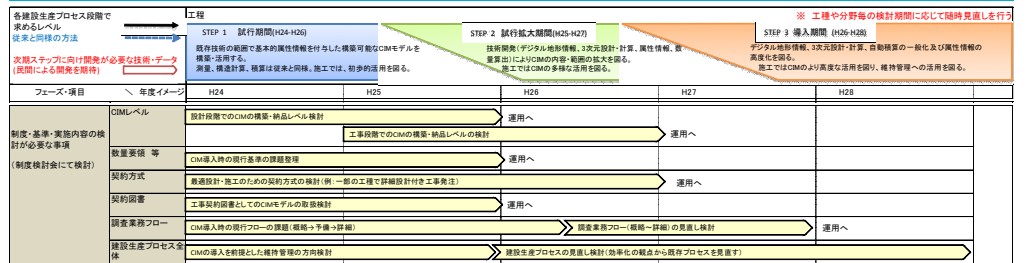 各建設生産プロセス段階で
求めるレベル
従来と同様の方法
次期ステップに向け開発が必要な技術・データ
(民間による開発を期待)
工程
※ 工種や分野毎の検討期間に応じて随時見直しを行う
STEP 1 試行期間(H24-H26)
既存技術の範囲で基本的属性情報を付与した構築可能なCIMモデルを
構築・活用する。
測量、構造計算、積算は従来と同様。施工では、初歩的活用を図る。
STEP 2 試行拡大期間(H25-H27)
技術開発(デジタル地形情報、3次元設計・計算、属性情報、数
量算出)によりCIMの内容・範囲の拡大を図る。
施工ではCIMの多様な活用を図る。
STEP 3 導入期間 (H26-H28)
デジタル地形情報、3次元設計・計算、自動積算の一般化及び属性情報の
高度化を図る。
施工ではCIMのより高度な活用を図り、維持管理への活用を図る。
フェーズ・項目 \ 年度イメージ H24 H25 H26 H27 H28
制度・基準・実施内容の検
討が必要な事項
(制度検討会にて検討)
CIMレベル
設計段階でのCIMの構築・納品レベル検討 運用へ
工事段階でのCIMの構築・納品レベルの検討 運用へ
数量要領 等
CIM導入時の現行基準の課題整理 運用へ
契約方式
最適設計・施工のための契約方式の検討(例:一部の工種で詳細設計付き工事発注) 運用へ
契約図書
工事契約図書としてのCIMモデルの取扱検討 運用へ
調査業務フロー
CIM導入時の現行フローの課題(概略→予備→詳細) 調査業務フロー(概略~詳細)の見直し検討 運用へ
建設生産プロセス全
体
CIMの導入を前提とした維持管理の方向検討 建設生産プロセスの見直し検討(効率化の観点から既存プロセスを見直す)